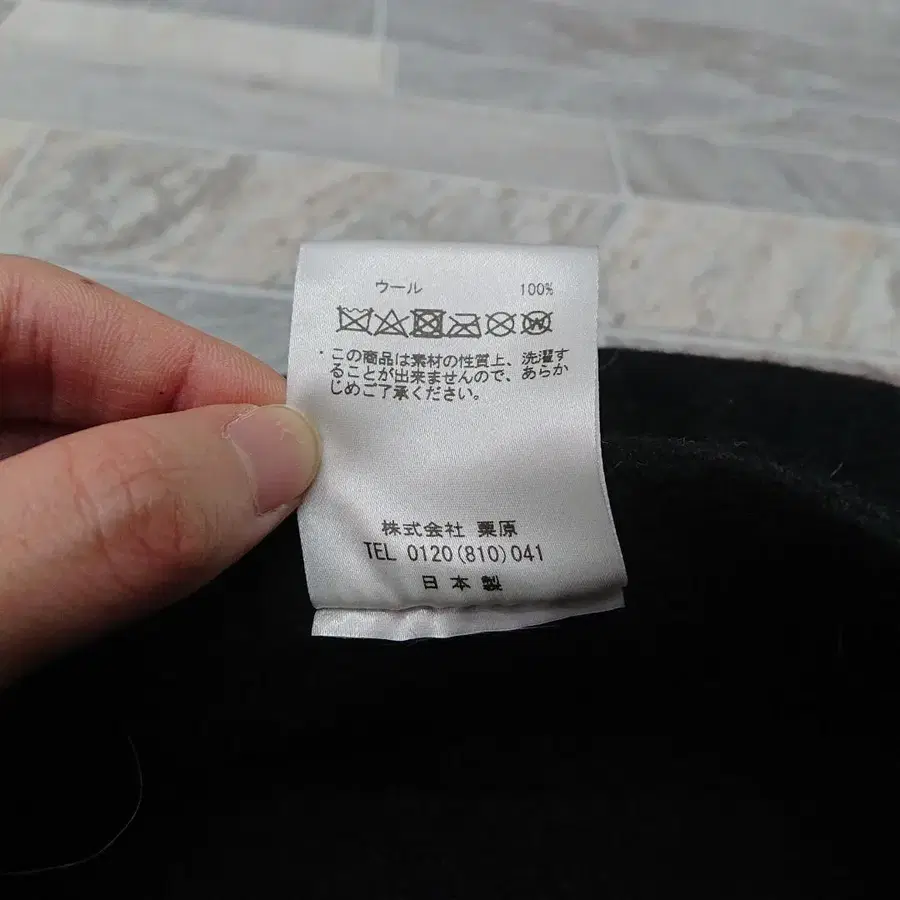 ウール 100%
・この商品は素材の性質上、洗濯す
ることが出来ませんので、あらか
じめご了承ください。
株式会社 栗原
TEL 0120(810)041
日本製